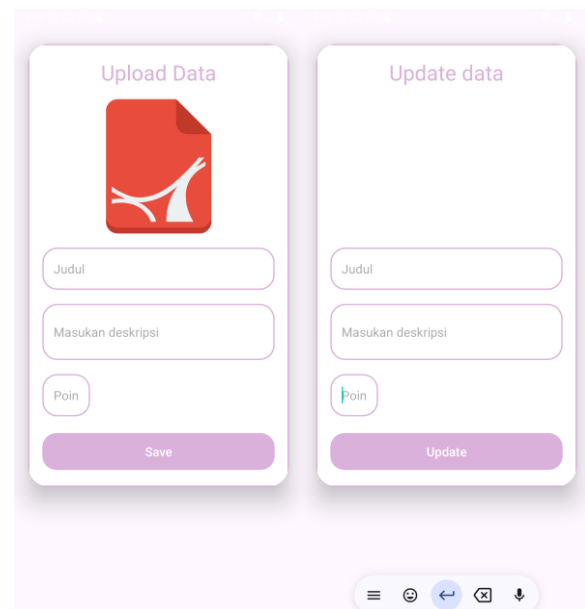 Upload Data
Judul
Masukan deskripsi
Poin
Save
Update data
Judul
Masukan deskripsi
Poin
Update